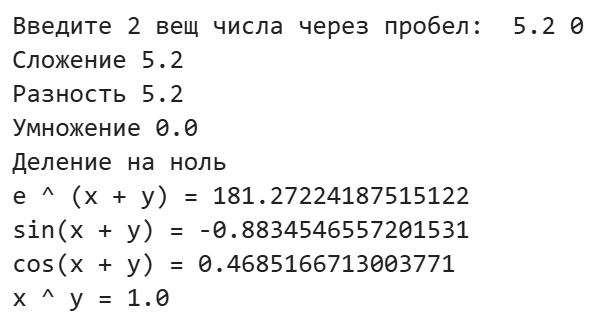 Введите 2 вещ числа через пробел:  5.2 0
Сложение 5.2
Разность 5.2
Умножение 0.0
Деление на ноль
e ^ (x + y) = 181.27224187515122
sin(x + y) = -0.8834546557201531
cos(x + y) = 0.4685166713003771
x ^ y = 1.0